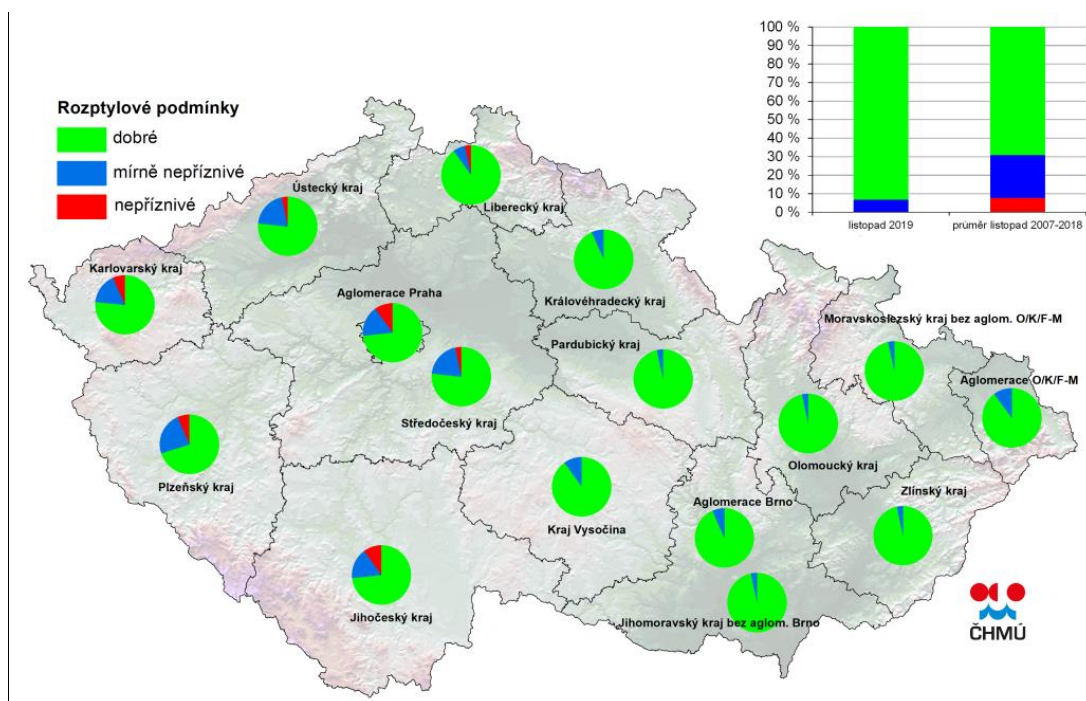 100 %
90 %
80 %
70 %
60 %
50 %
40 %
30 %
20 %
10 %
0 %
listopad 2019
průměr listopad 2007-2018
Rozptylové podmínky
dobré
mírně nepříznivé
nepříznivé
Ústecký kraj
Liberecký kraj
Karlovarský kraj
Aglomerace Praha
Královéhradecký kraj
Moravskoslezský kraj bez aglom. O/K/F-M
Pardubický kraj
Aglomerace O/K/F-M
Středočeský kraj
Olomoucký kraj
Plzeňský kraj
Zlínský kraj
Aglomerace Brno
Kraj Vysočina
Jihočeský kraj
Jihomoravský kraj bez aglom. Brno
ČHMÚ